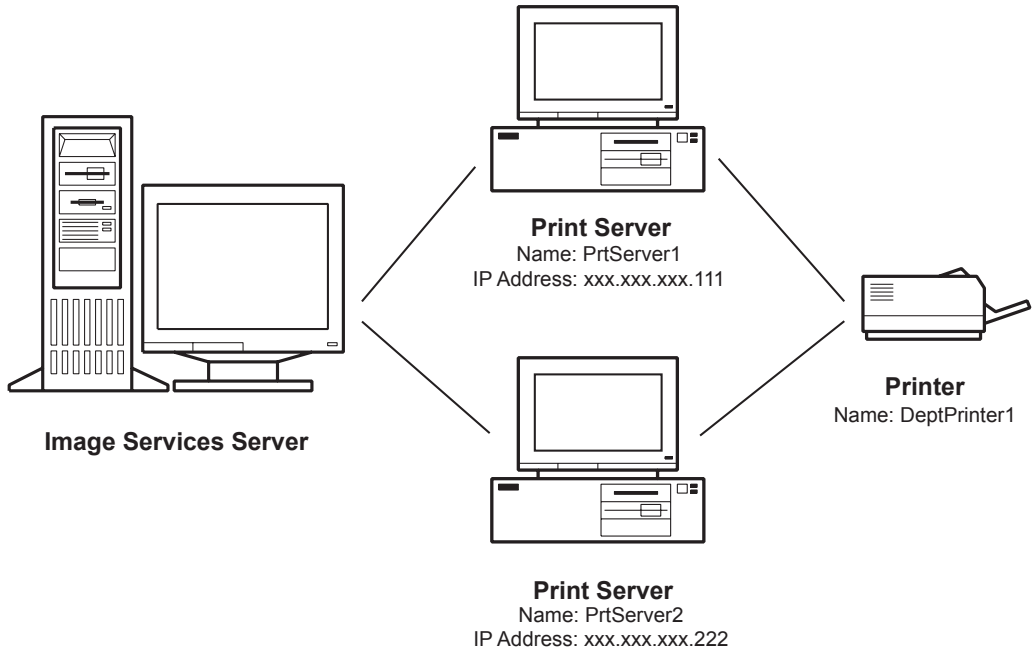 Print Server
Name: PrtServer1
IP Address: xxx.xxx.xxx.111
Image Services Server
Printer
Name: DeptPrinter1
Print Server
Name: PrtServer2
IP Address: xxx.xxx.xxx.222